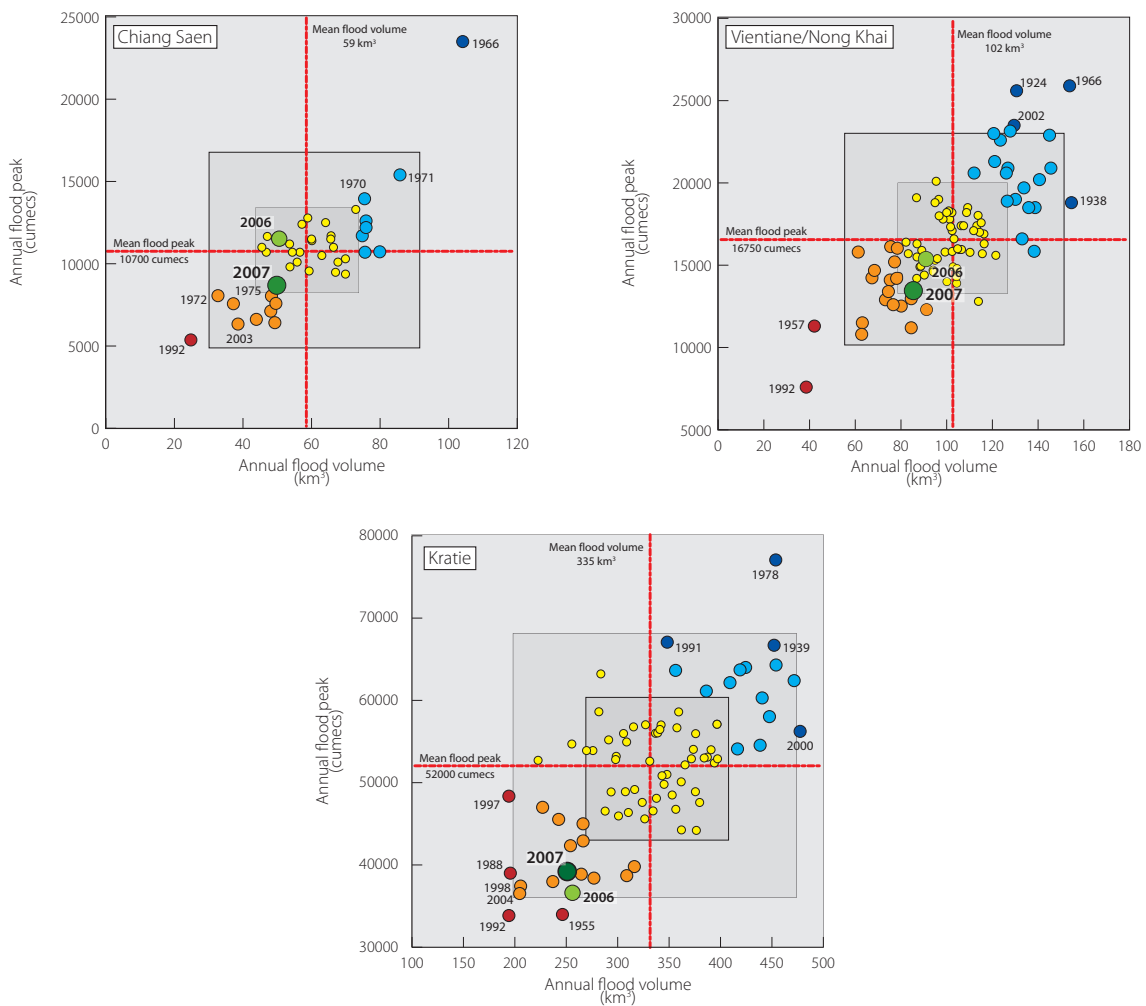 Chiang Saen
Mean flood volume
59 km³
1966
1971
1970
2006
Mean flood peak
10700 cumecs
2007
1975
1972
2003
1992
25000
20000
15000
10000
5000
0
0 20 40 60 80 100 120
Annual flood volume
(km³)
Annual flood peak
(cumecs)
Vientiane/Nong Khai
Mean flood volume
102 km³
1924
1966
2002
1938
Mean flood peak
16750 cumecs
2006
2007
1957
1992
30000
25000
20000
15000
10000
5000
0 20 40 60 80 100 120 140 160 180
Annual flood volume
(km³)
Annual flood peak
(cumecs)
Kratie
Mean flood volume
335 km³
1978
1991
1939
2000
Mean flood peak
52000 cumecs
1997
2007
1988
1998
2004
2006
1992
1955
80000
70000
60000
50000
40000
30000
100 150 200 250 300 350 400 450 500
Annual flood volume
(km³)
Annual flood peak
(cumecs)